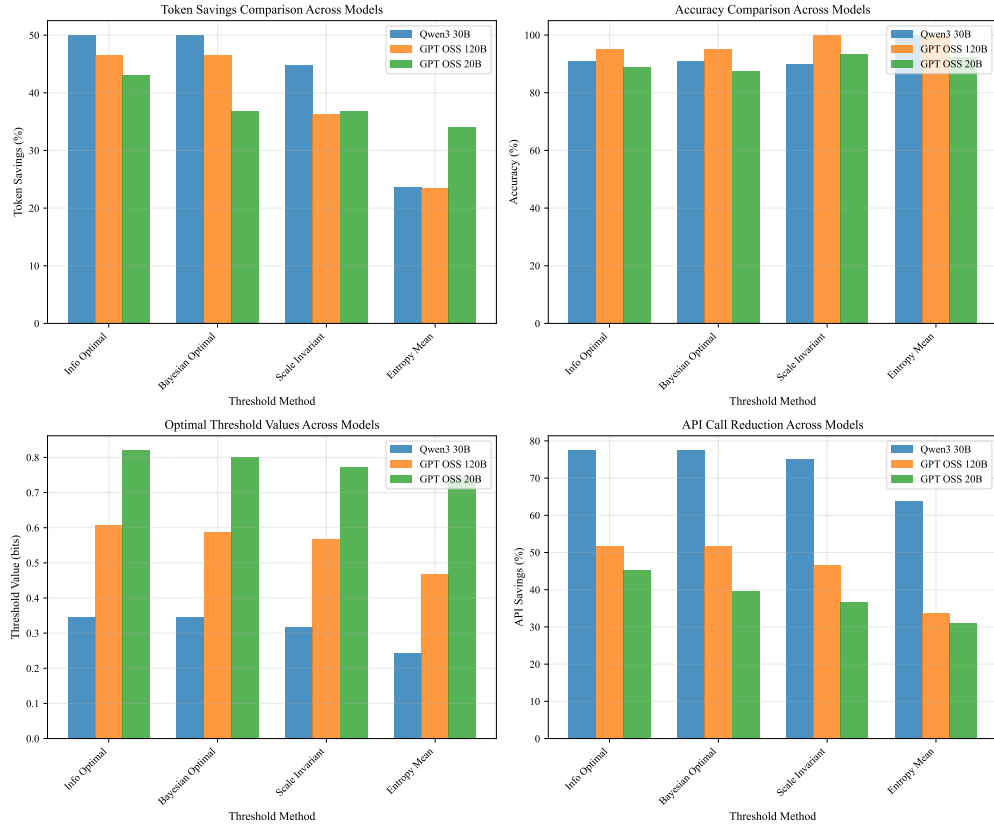 Token Savings Comparison Across Models
50
40
30
20
10
0
Token Savings (%)
Qwen3 30B
GPT OSS 120B
GPT OSS 20B
Info Optimal
Bayesian Optimal
Scale Invariant
Entropy Mean
Threshold Method
Accuracy Comparison Across Models
100
80
60
40
20
0
Accuracy (%)
Qwen3 30B
GPT OSS 120B
GPT OSS 20B
Info Optimal
Bayesian Optimal
Scale Invariant
Entropy Mean
Threshold Method
Optimal Threshold Values Across Models
0.8
0.7
0.6
0.5
0.4
0.3
0.2
0.1
0.0
Threshold Value (bits)
Qwen3 30B
GPT OSS 120B
GPT OSS 20B
Info Optimal
Bayesian Optimal
Scale Invariant
Entropy Mean
Threshold Method
API Call Reduction Across Models
80
70
60
50
40
30
20
10
0
API Savings (%)
Qwen3 30B
GPT OSS 120B
GPT OSS 20B
Info Optimal
Bayesian Optimal
Scale Invariant
Entropy Mean
Threshold Method